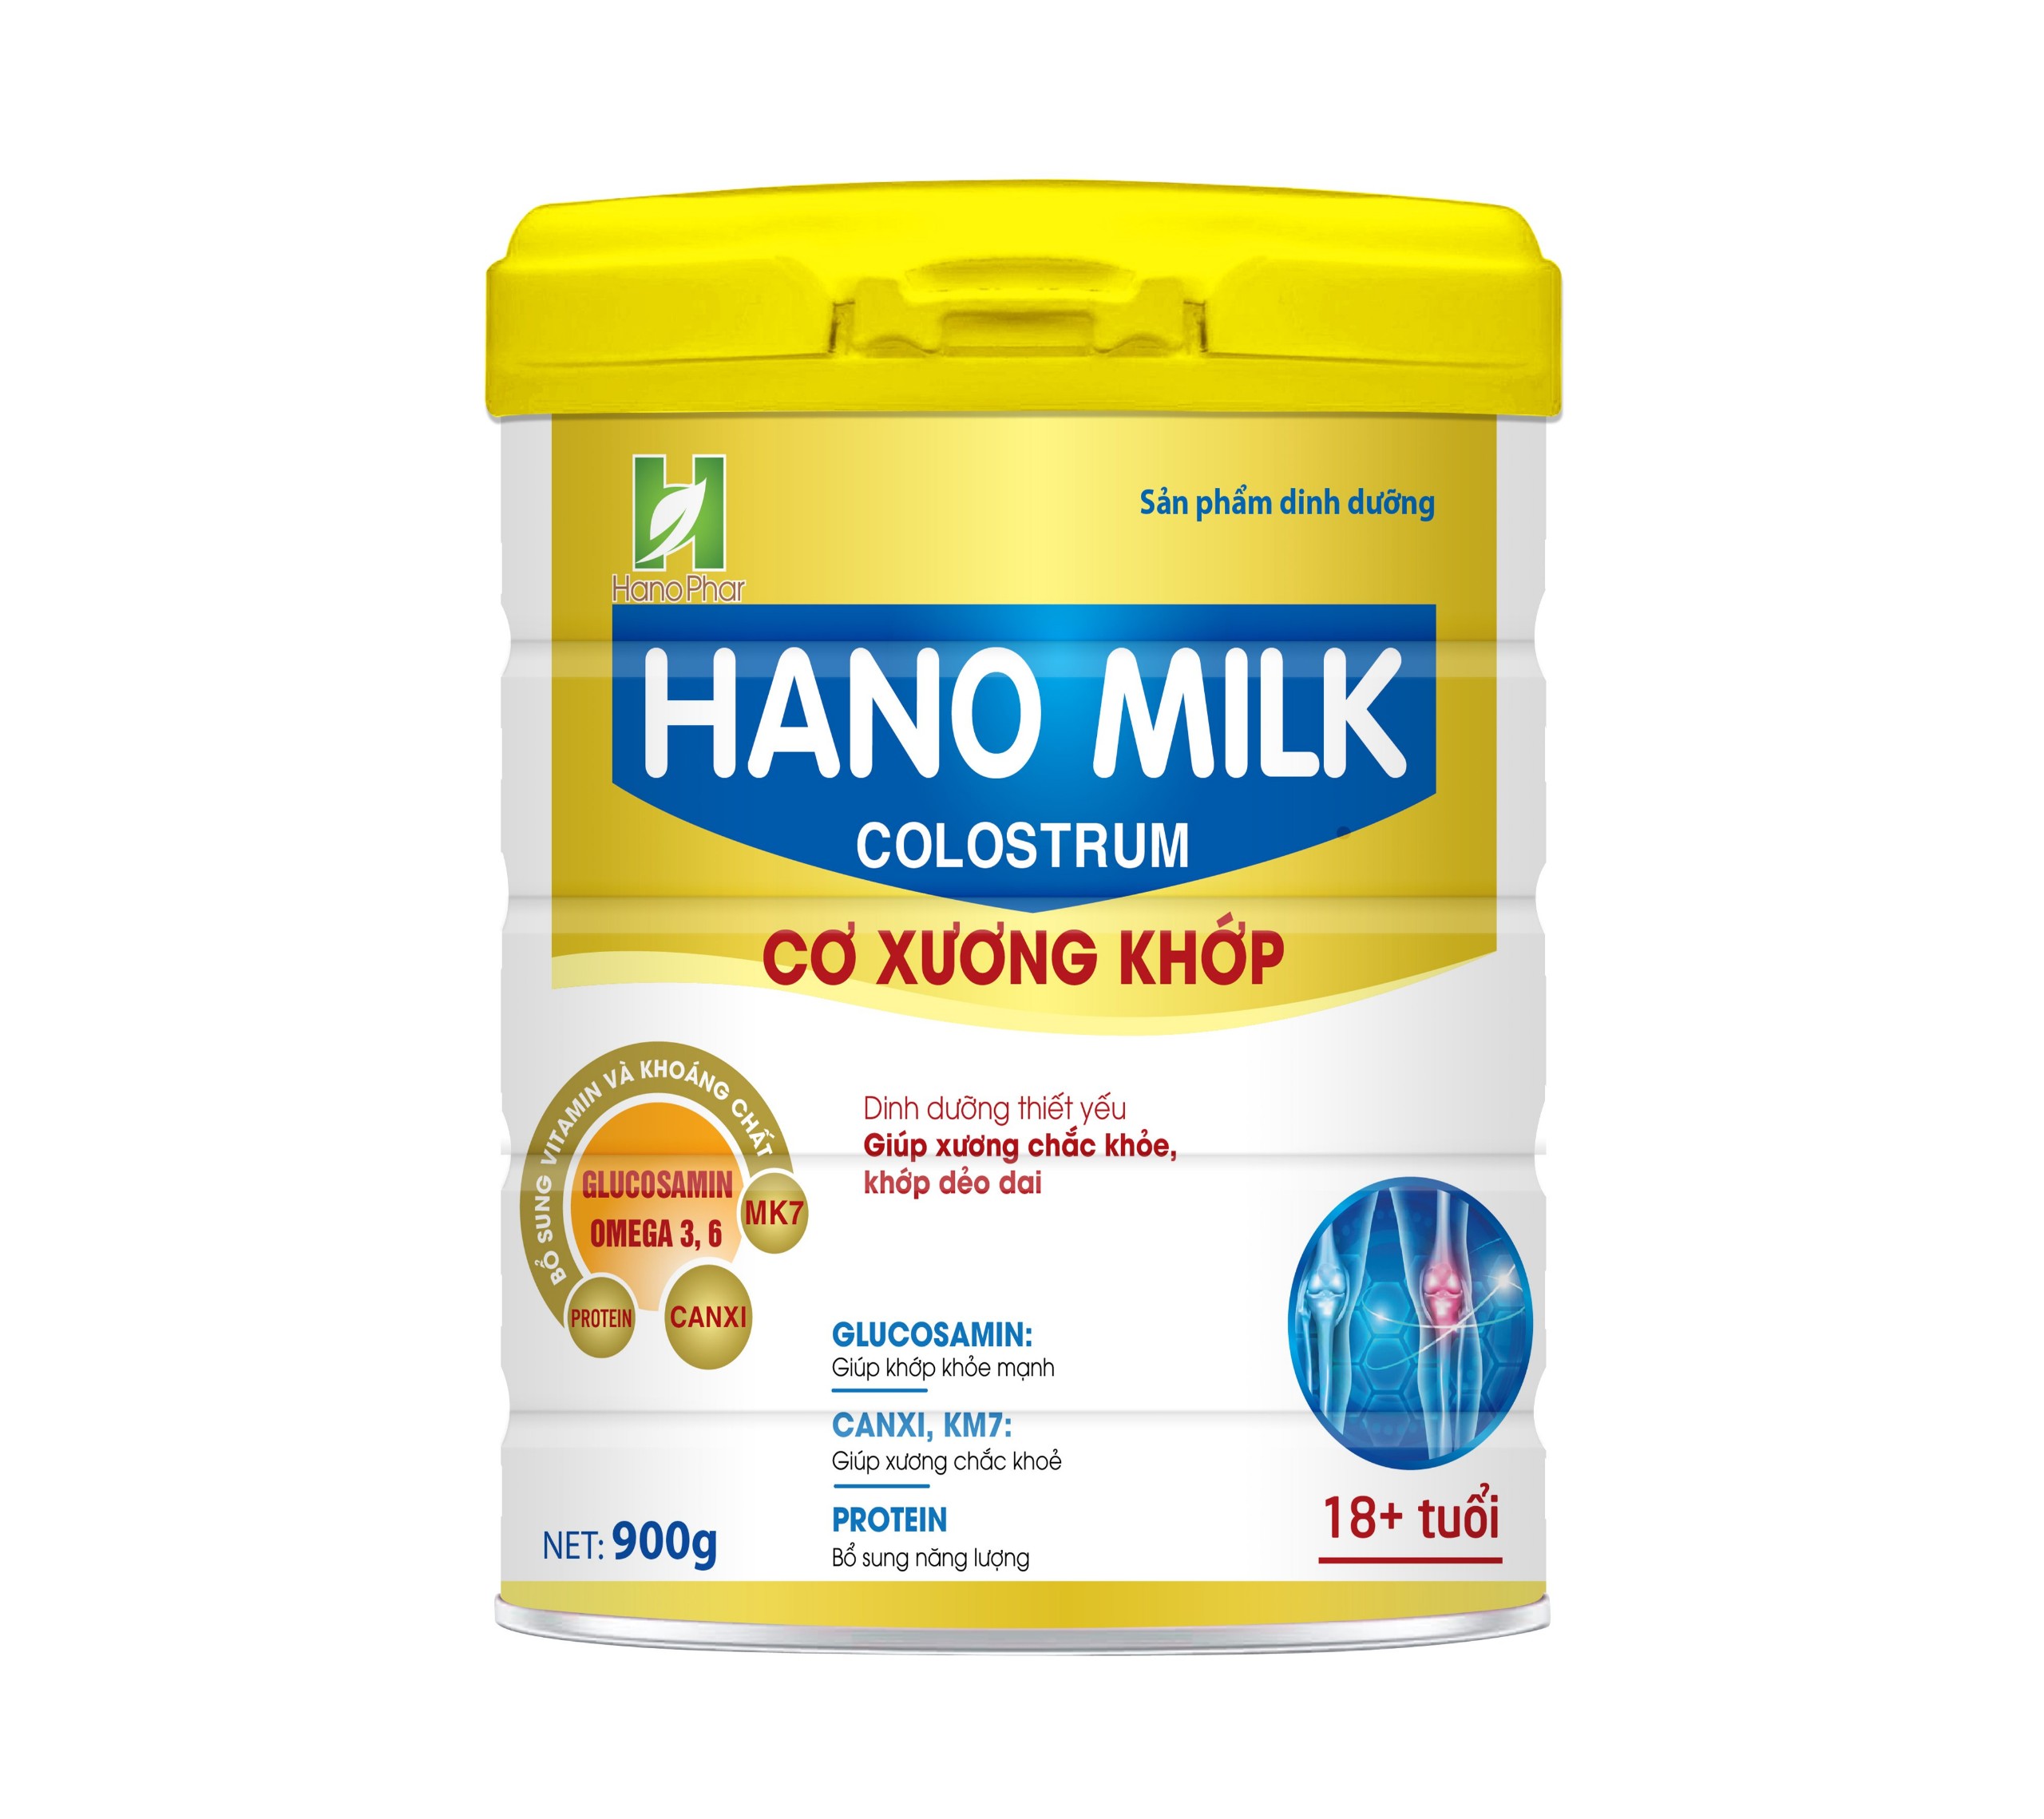 HanoPhar
Sản phẩm dinh dưỡng
HANO MILK
COLOSTRUM
CƠ XƯƠNG KHỚP
BỔ SUNG VITAMIN VÀ KHOÁNG CHẤT
GLUCOSAMIN
OMEGA 3, 6
MK7
PROTEIN
CANXI
Dinh dưỡng thiết yếu
Giúp xương chắc khỏe,
khớp dẻo dai
GLUCOSAMIN:
Giúp khớp khỏe mạnh
CANXI, KM7:
Giúp xương chắc khoẻ
PROTEIN
Bổ sung năng lượng
NET: 900g
18+ tuổi